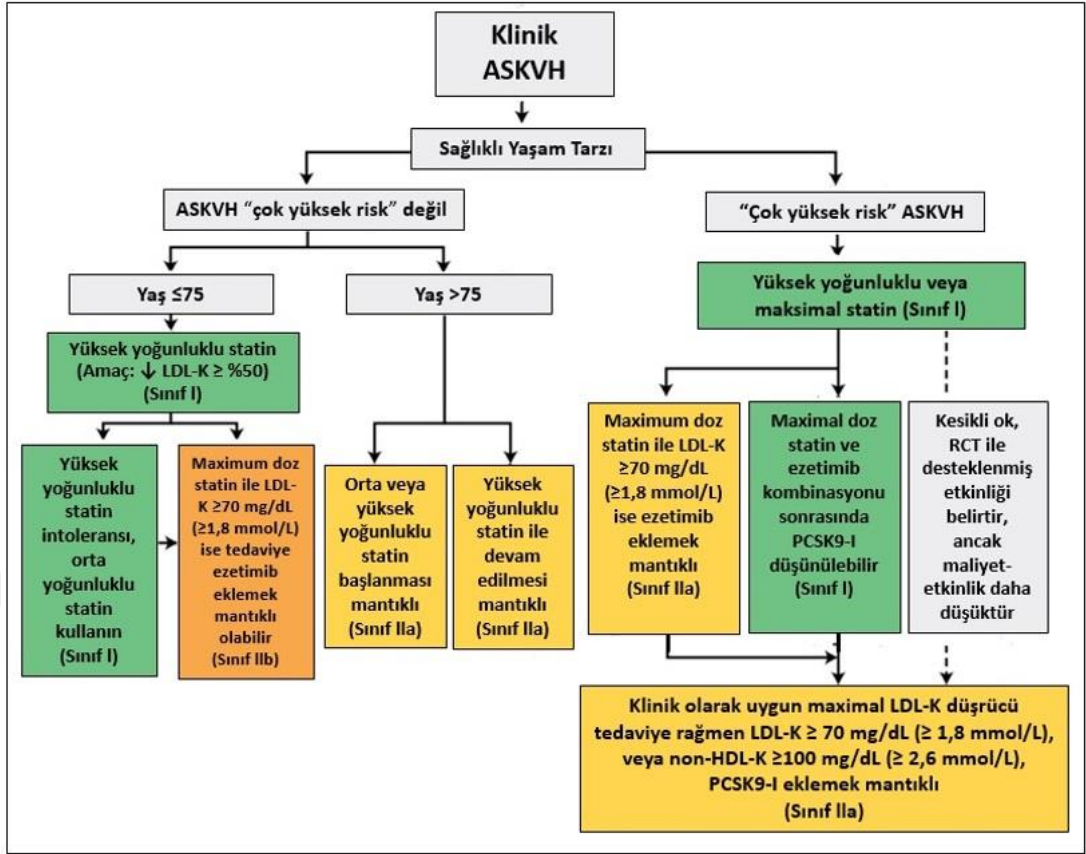 Klinik
ASKVH
Sağlıklı Yaşam Tarzı
ASKVH “çok yüksek risk” değil
“Çok yüksek risk” ASKVH
Yaş ≤75
Yaş >75
Yüksek yoğunluklu veya
maksimal statin (Sınıf I)
Yüksek yoğunluklu statin
(Amaç: ↓ LDL-K ≥ %50)
(Sınıf I)
Yüksek
yoğunluklu
statin
intoleransı,
orta
yoğunluklu
statin
kullanın
(Sınıf I)
Maximum doz
statin ile LDL-
K ≥70 mg/dL
(≥1,8 mmol/L)
ise tedaviye
ezetimib
eklemek
mantıklı
olabilir
(Sınıf IIb)
Orta veya
yüksek
yoğunluklu
statin
başlanması
mantıklı
(Sınıf IIa)
Yüksek
yoğunluklu
statin ile
devam
edilmesi
mantıklı
(Sınıf IIa)
Maximum doz
statin ile LDL-K
≥70 mg/dL
(≥1,8 mmol/L)
ise ezetimib
eklemek
mantıklı
(Sınıf IIa)
Maximal doz
statin ve
ezetimib
kombinasyonu
sonrasında
PCSK9-I
düşünülebilir
(Sınıf I)
Kesikli ok,
RCT ile
desteklenmiş
etkinliği
belirtir,
ancak
maliyet-
etkinlik daha
düşüktür
Klinik olarak uygun maximal LDL-K düşrücü
tedaviye rağmen LDL-K ≥ 70 mg/dL (≥ 1,8 mmol/L),
veya non-HDL-K ≥100 mg/dL (≥ 2,6 mmol/L),
PCSK9-I eklemek mantıklı
(Sınıf IIa)